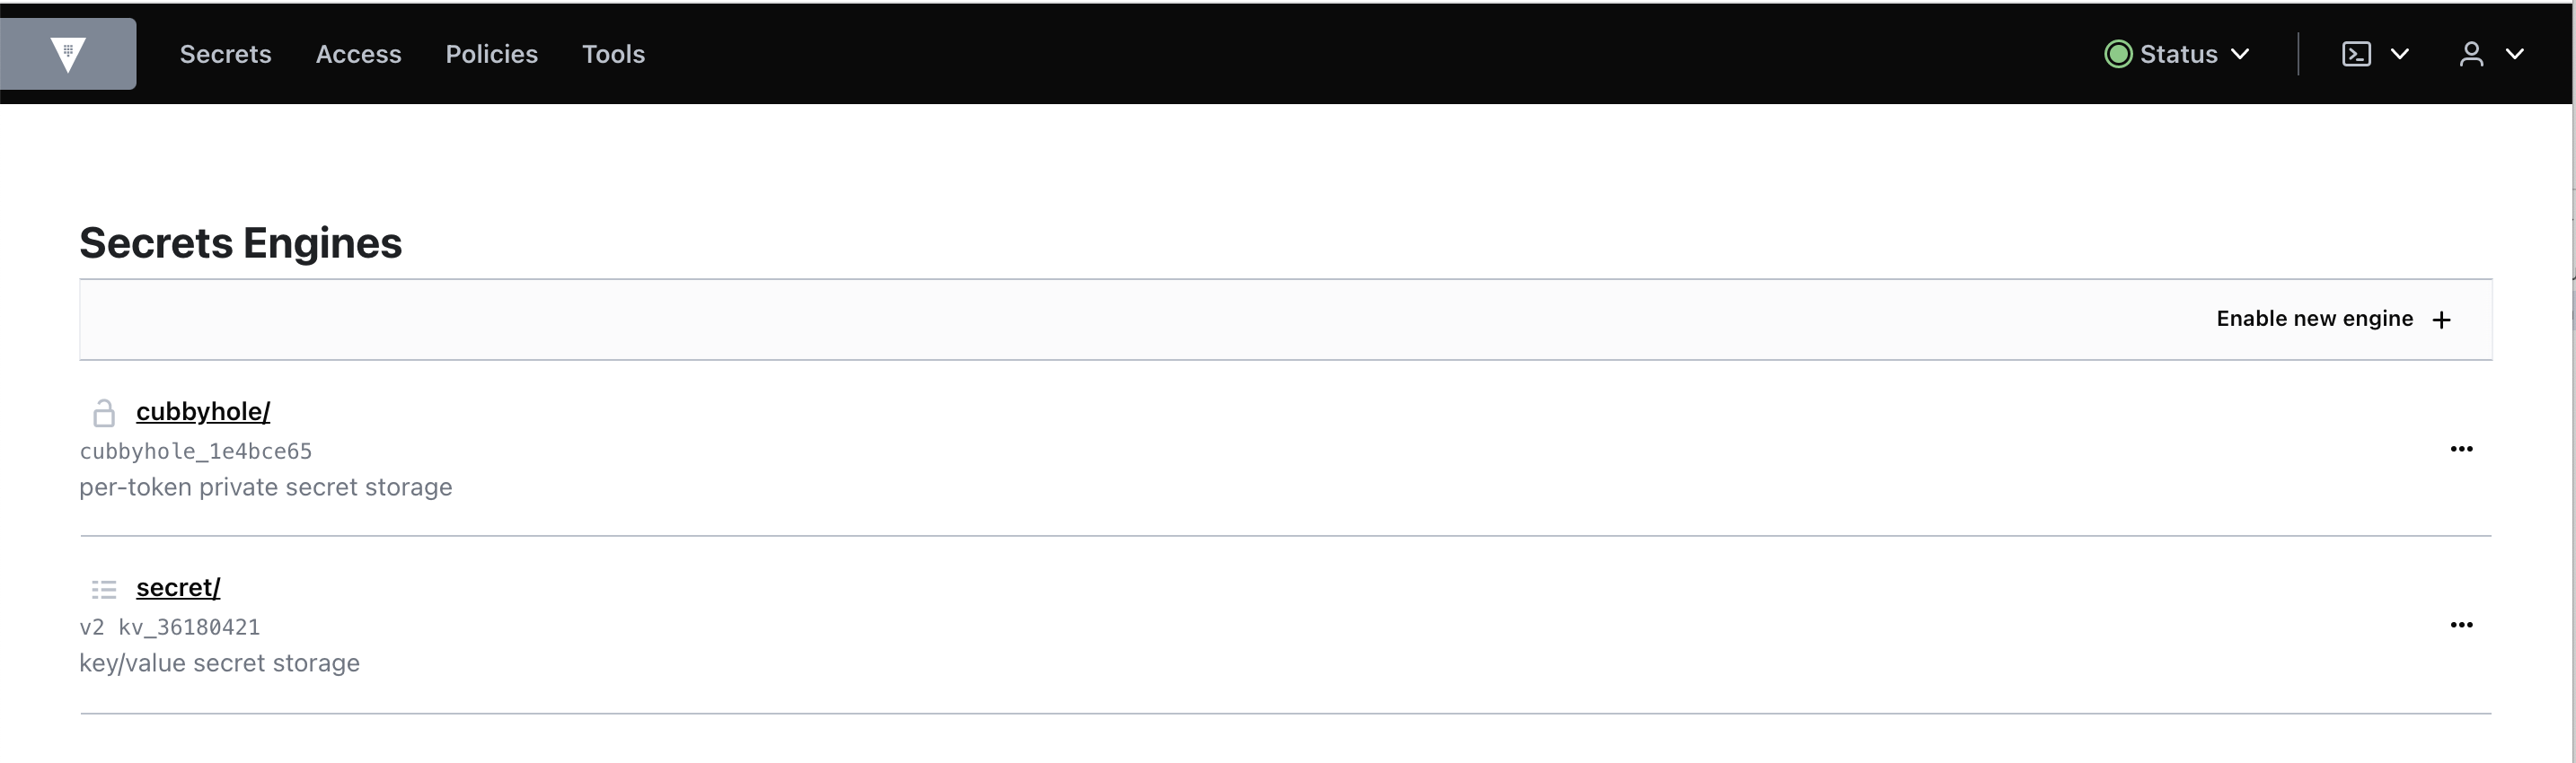 Secrets Access Policies Tools Status
Secrets Engines
Enable new engine +
cubbyhole/
cubbyhole_1e4bce65
per-token private secret storage
secret/
v2 kv_36180421
key/value secret storage